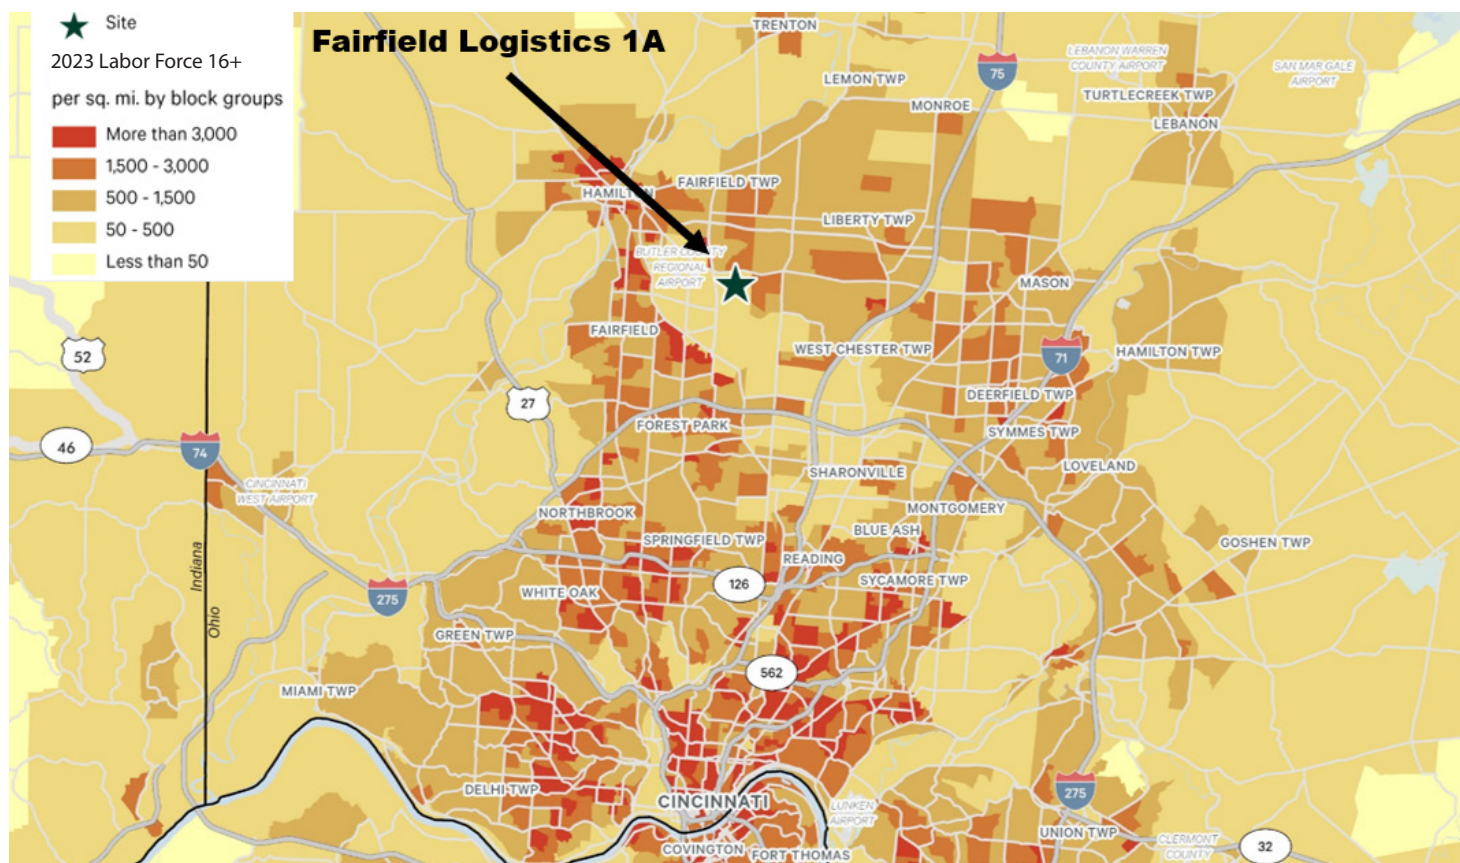 Site
2023 Labor Force 16+
per sq. mi. by block groups
More than 3,000
1,500 - 3,000
500 - 1,500
50 - 500
Less than 50
Fairfield Logistics 1A
TRENTON
LEMON TWP
75
LEBANON WARREN
COUNTY AIRPORT
SAN MAR GALE
AIRPORT
MONROE
TURTLECREEK TWP
LEBANON
HAMILTON
FAIRFIELD TWP
LIBERTY TWP
BUTLER COUNTY
REGIONAL
AIRPORT
MASON
FAIRFIELD
WEST CHESTER TWP
71
HAMILTON TWP
52
27
DEERFIELD TWP
FOREST PARK
SYMMES TWP
46
74
SHARONVILLE
LOVELAND
CINCINNATI
WEST AIRPORT
NORTHBROOK
MONTGOMERY
BLUE ASH
SPRINGFIELD TWP
READING
GOSHEN TWP
Indiana
Ohio
126
SYCAMORE TWP
275
WHITE OAK
GREEN TWP
562
MIAMI TWP
DELHI TWP
CINCINNATI
LUNKEN
AIRPORT
275
UNION TWP
CLERMONT
COUNTY
32
COVINGTON
FORT THOMAS